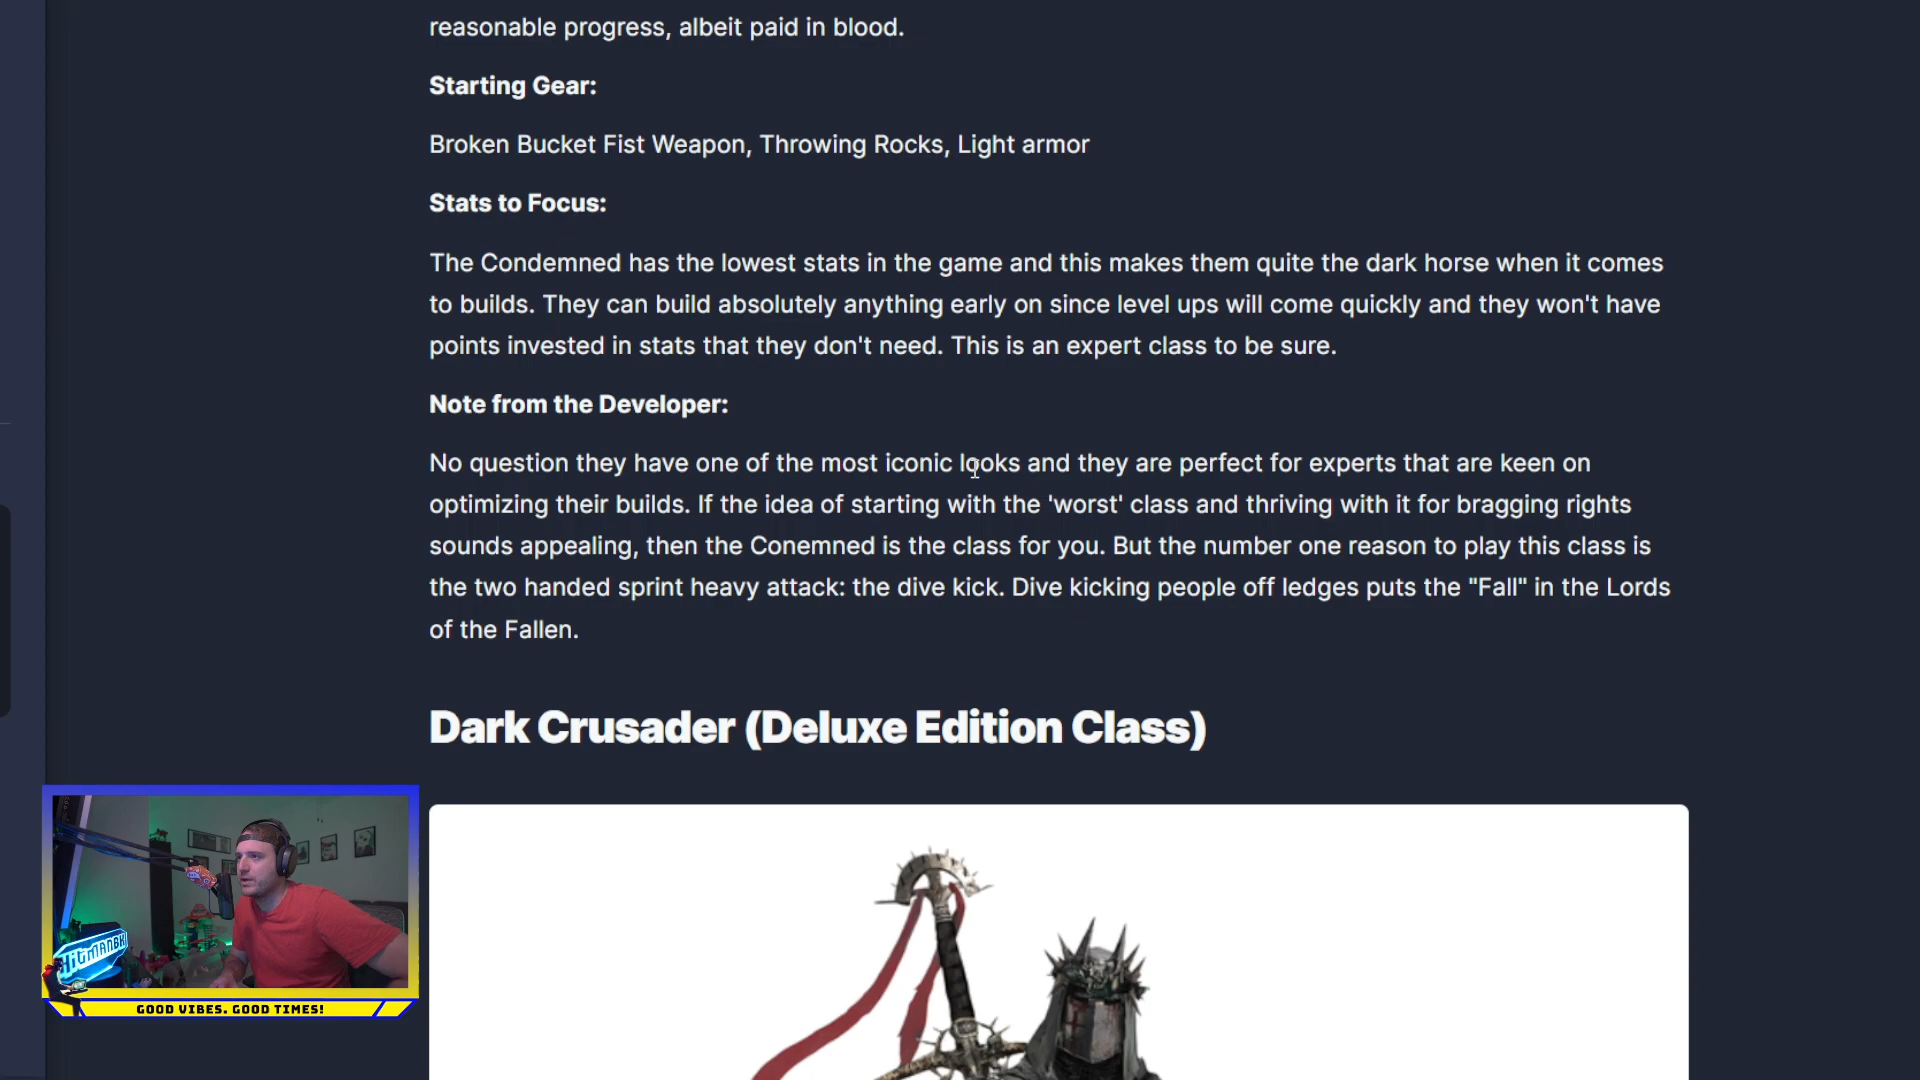 reasonable progress, albeit paid in blood.
Starting Gear:
Broken Bucket Fist Weapon, Throwing Rocks, Light armor
Stats to Focus:
The Condemned has the lowest stats in the game and this makes them quite the dark horse when it comes
to builds. They can build absolutely anything early on since level ups will come quickly and they won't have
points invested in stats that they don't need. This is an expert class to be sure.
Note from the Developer:
No question they have one of the most iconic looks and they are perfect for experts that are keen on
optimizing their builds. If the idea of starting with the 'worst' class and thriving with it for bragging rights
sounds appealing, then the Conemned is the class for you. But the number one reason to play this class is
the two handed sprint heavy attack: the dive kick. Dive kicking people off ledges puts the "Fall" in the Lords
of the Fallen.
Dark Crusader (Deluxe Edition Class)
GOOD VIBES. GOOD TIMES!